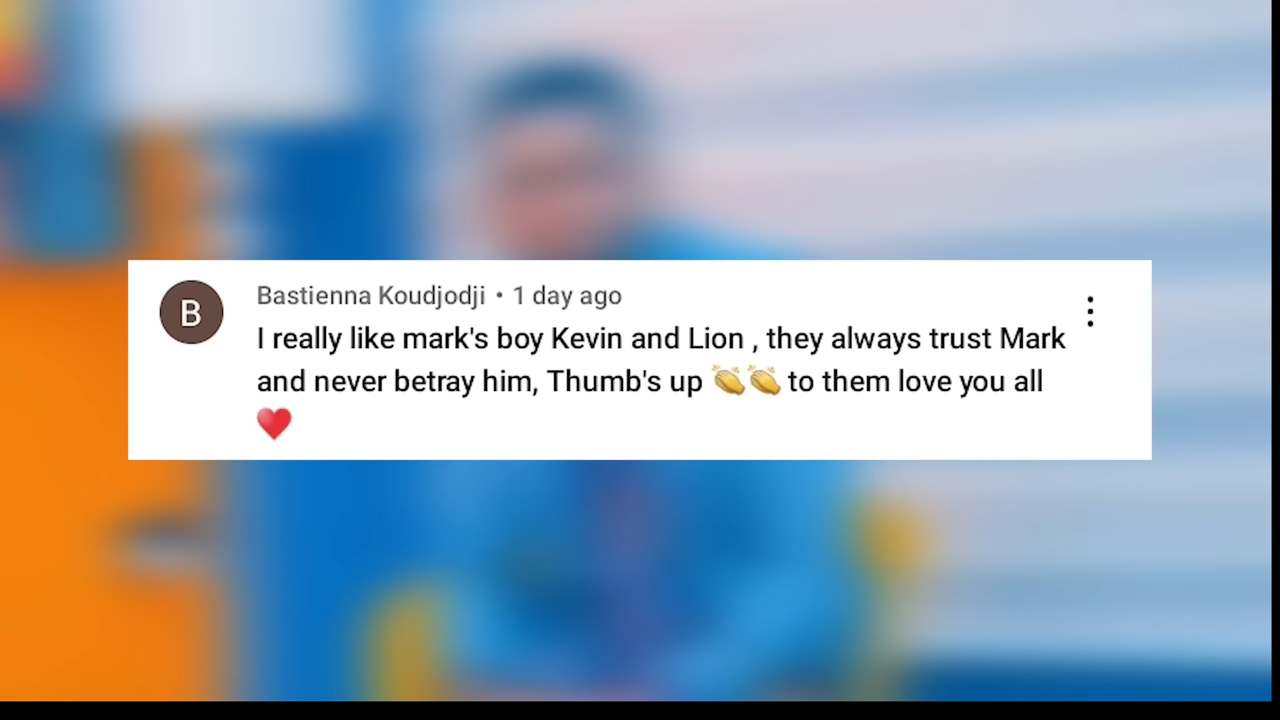 B
Bastienna Koudjodji • 1 day ago
I really like mark's boy Kevin and Lion , they always trust Mark
and never betray him, Thumb's up 👏👏 to them love you all
❤️